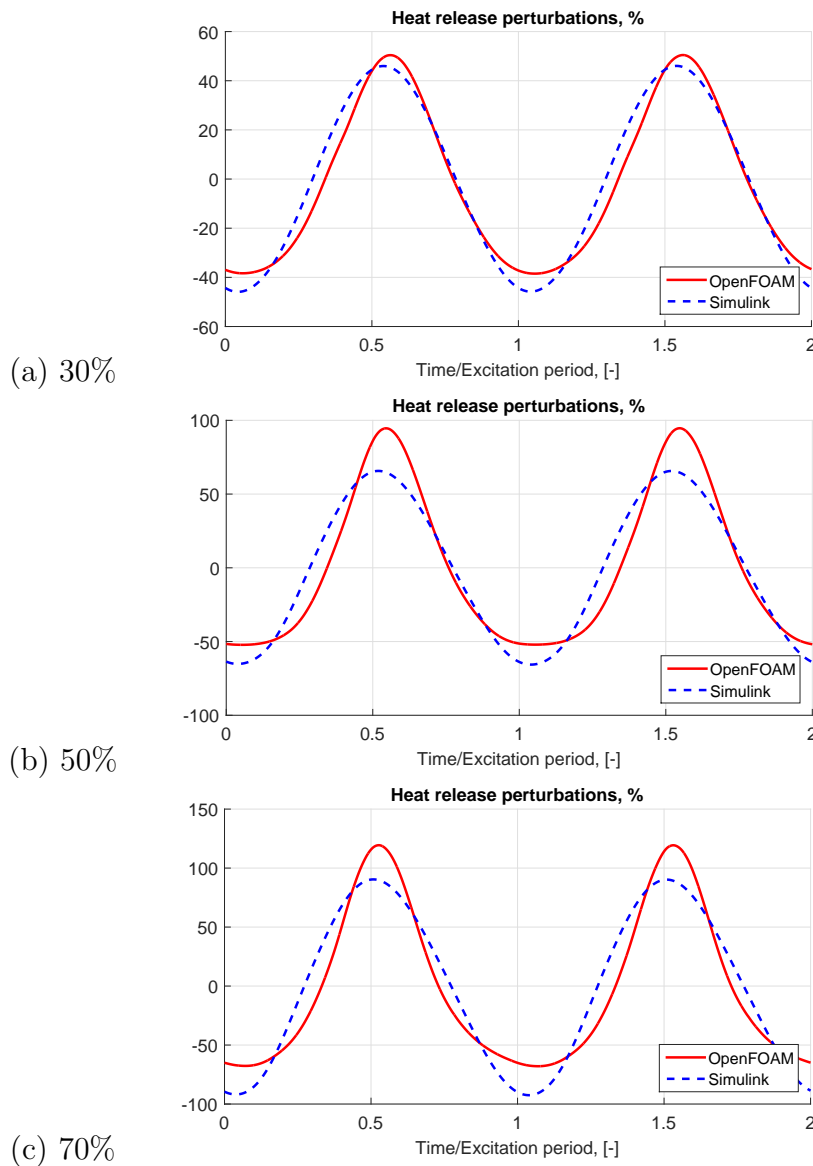 Heat release perturbations, %
60
40
20
0
-20
-40
-60
OpenFOAM
Simulink
0 0.5 1 1.5 2
Time/Excitation period, [-]
(a) 30%
Heat release perturbations, %
100
50
0
-50
-100
OpenFOAM
Simulink
0 0.5 1 1.5 2
Time/Excitation period, [-]
(b) 50%
Heat release perturbations, %
150
100
50
0
-50
-100
OpenFOAM
Simulink
0 0.5 1 1.5 2
Time/Excitation period, [-]
(c) 70%